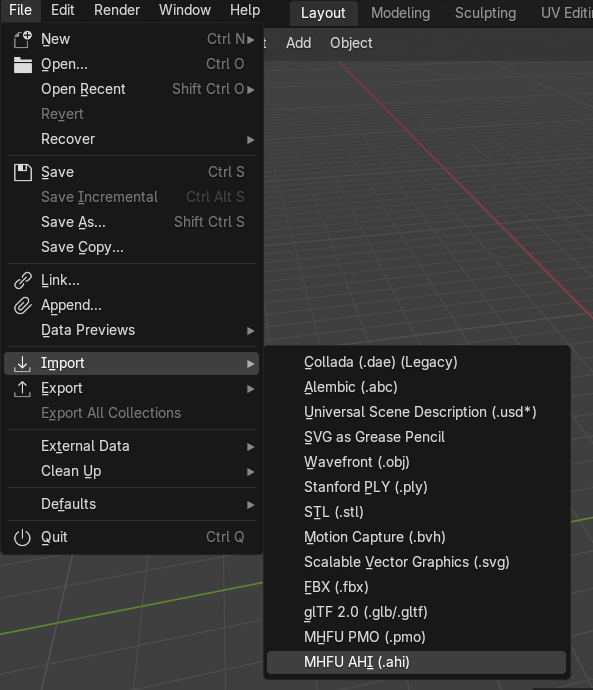 File Edit Render Window Help Layout Modeling Sculpting
New Ctrl N
Add Object
Open... Ctrl O
Open Recent Shift Ctrl O
Revert
Recover
Save Ctrl S
Save Incremental Ctrl Alt S
Save As... Shift Ctrl S
Save Copy...
Link...
Append...
Data Previews
Import
Export
Export All Collections
External Data
Clean Up
Defaults
Quit Ctrl Q
Collada (.dae) (Legacy)
Alembic (.abc)
Universal Scene Description (.usd*)
SVG as Grease Pencil
Wavefront (.obj)
Stanford PLY (.ply)
STL (.stl)
Motion Capture (.bvh)
Scalable Vector Graphics (.svg)
FBX (.fbx)
glTF 2.0 (.glb/.gltf)
MHFU PMO (.pmo)
MHFU AHI (.ahi)